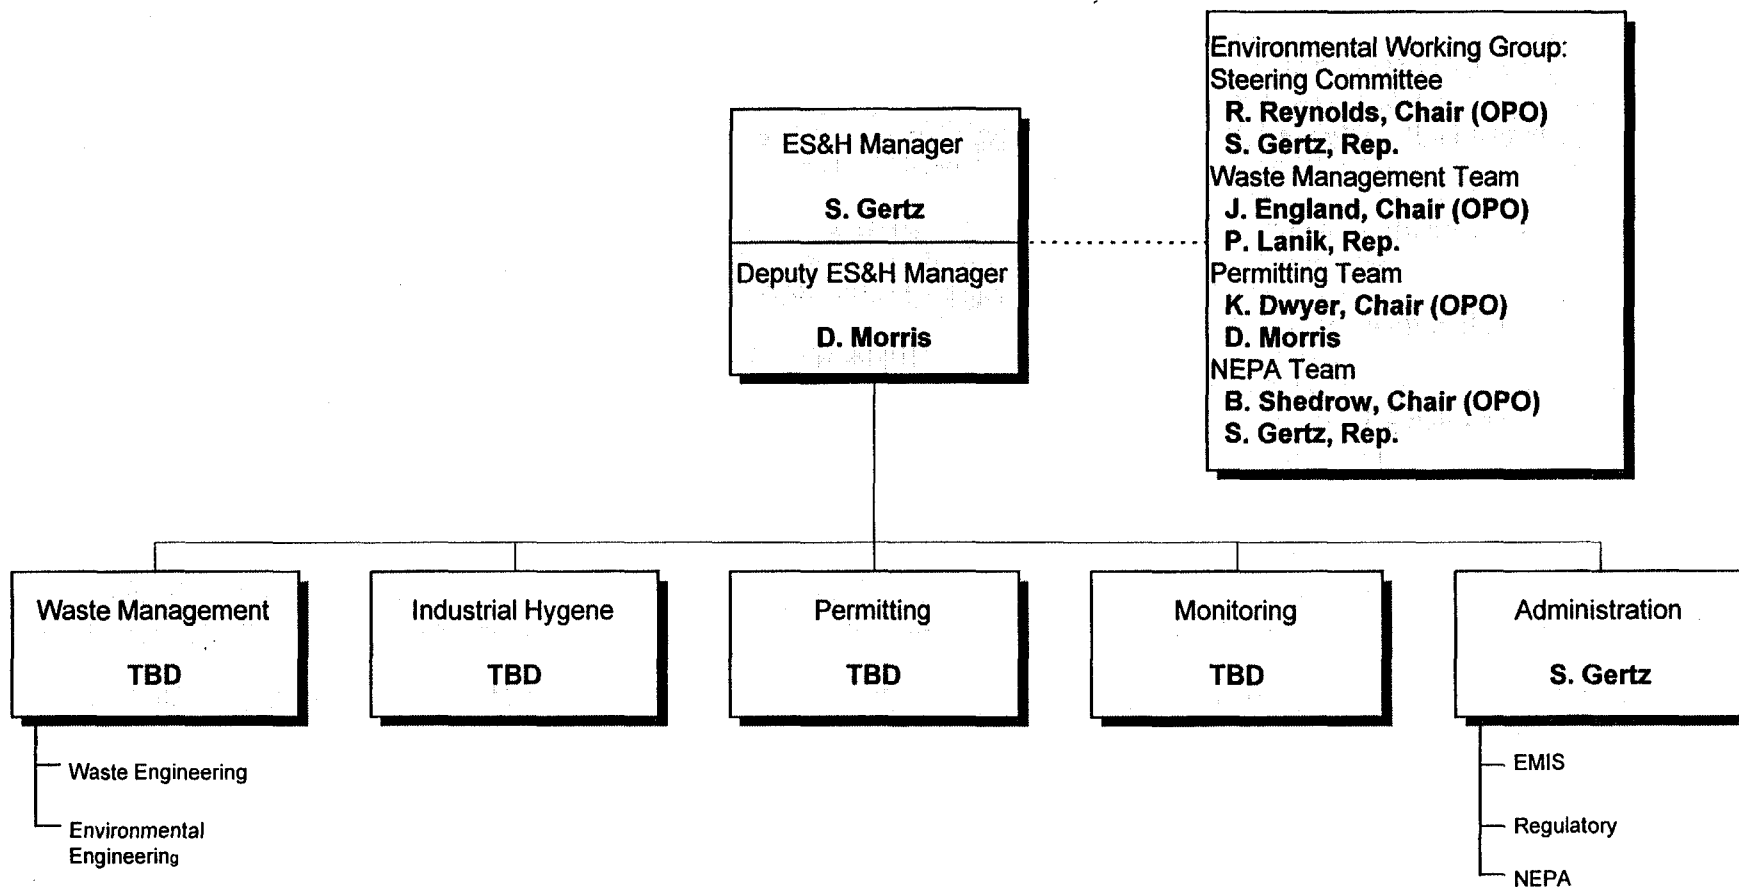 Environmental Working Group:
Steering Committee
R. Reynolds, Chair (OPO)
S. Gertz, Rep.
Waste Management Team
J. England, Chair (OPO)
P. Lanik, Rep.
Permitting Team
K. Dwyer, Chair (OPO)
D. Morris
NEPA Team
B. Shedrow, Chair (OPO)
S. Gertz, Rep.
ES&H Manager
S. Gertz
Deputy ES&H Manager
D. Morris
Waste Management
TBD
Waste Engineering
Environmental
Engineering
Industrial Hygene
TBD
Permitting
TBD
Monitoring
TBD
Administration
S. Gertz
EMIS
Regulatory
NEPA